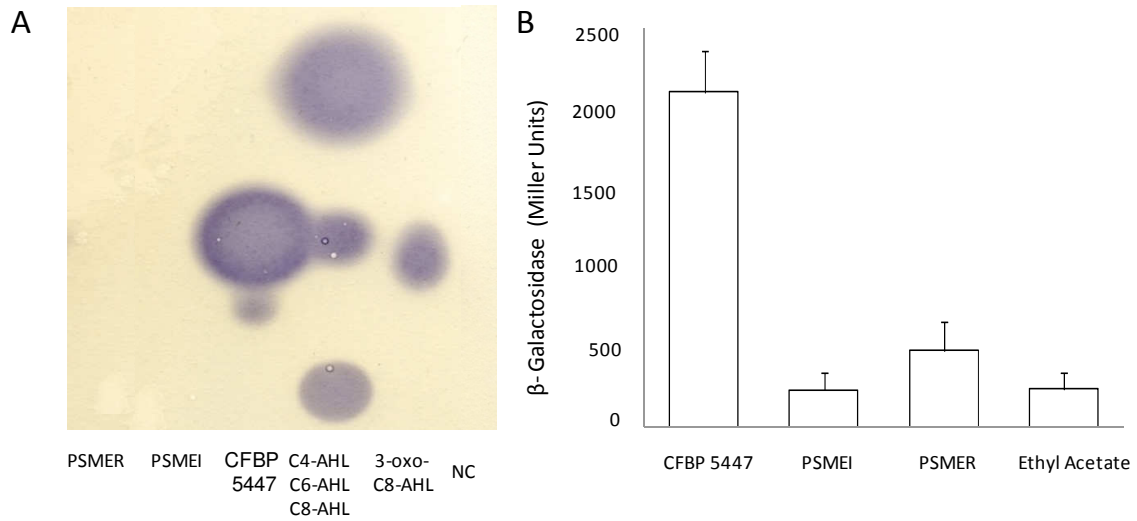 A
PSMER
PSMEI
CFBP
5447
C4-AHL
C6-AHL
C8-AHL
3-oxo-
C8-AHL
NC
B
β- Galactosidase (Miller Units)
2500
2000
1500
1000
500
0
CFBP 5447
PSMEI
PSMER
Ethyl Acetate